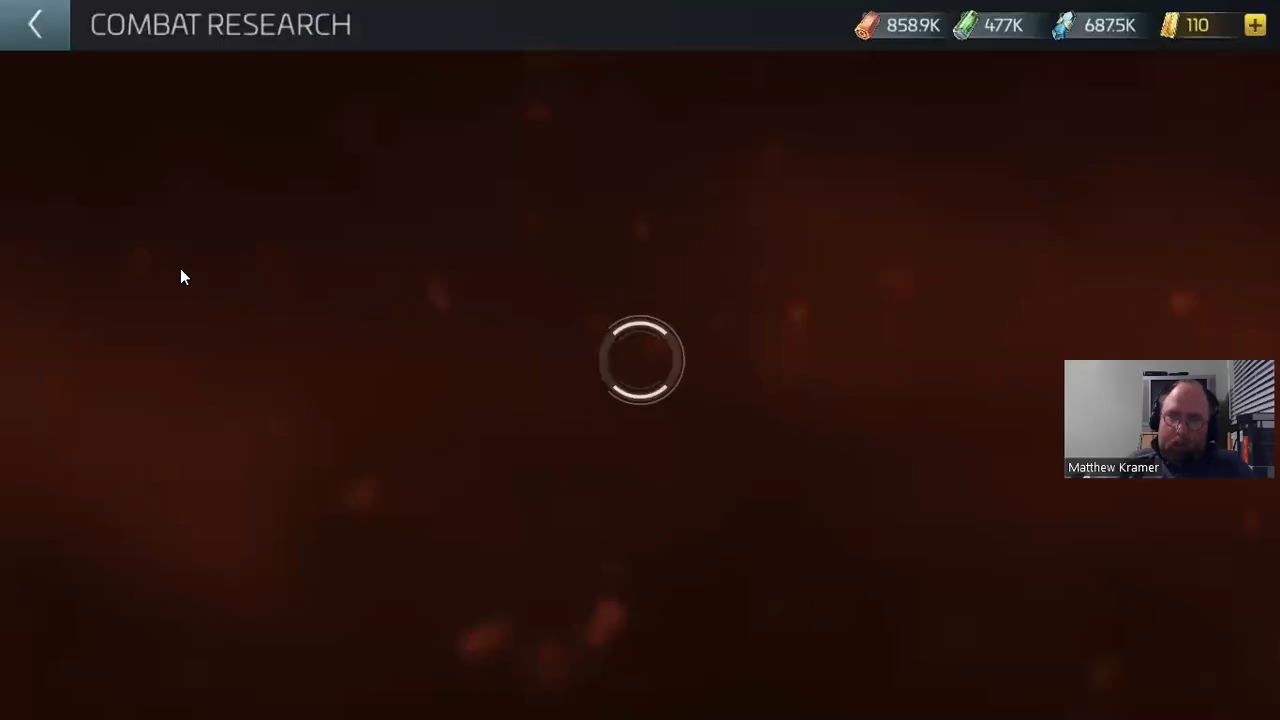 COMBAT RESEARCH
858.9K
477K
687.5K
110
Matthew Kramer